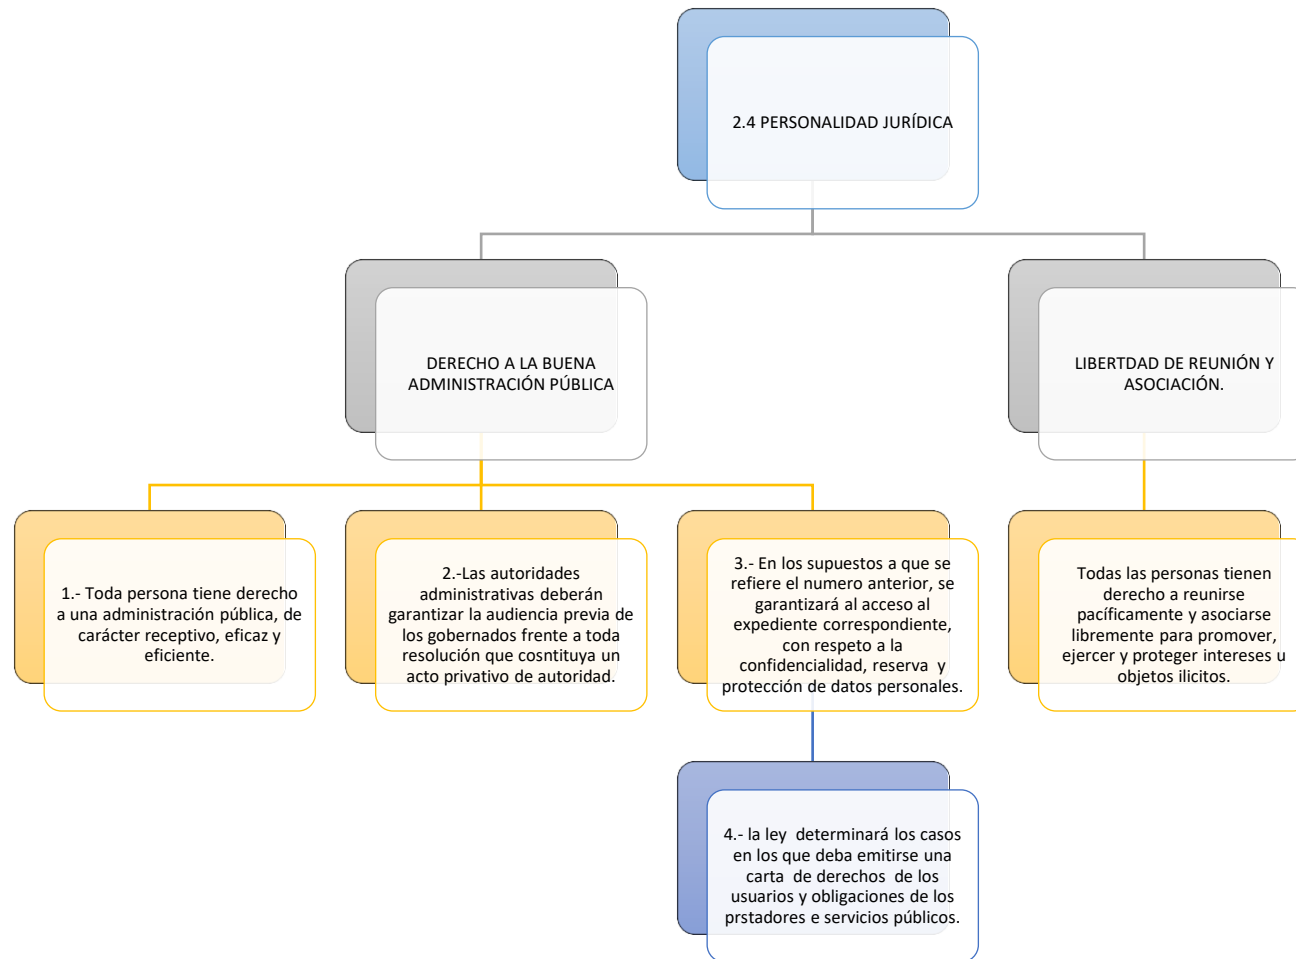 2.4 PERSONALIDAD JURÍDICA
DERECHO A LA BUENA
ADMINISTRACIÓN PÚBLICA
LIBERTDAD DE REUNIÓN Y
ASOCIACIÓN.
1.- Toda persona tiene derecho
a una administración pública, de
carácter receptivo, eficaz y
eficiente.
2.-Las autoridades
administrativas deberán
garantizar la audiencia previa de
los gobernados frente a toda
resolución que cosntituya un
acto privativo de autoridad.
3.- En los supuestos a que se
refiere el numero anterior, se
garantizará al acceso al
expediente correspondiente,
con respeto a la
confidencialidad, reserva y
protección de datos personales.
Todas las personas tienen
derecho a reunirse
pacíficamente y asociarse
libremente para promover,
ejercer y proteger intereses u
objetos ilicitos.
4.- la ley determinará los casos
en los que deba emitirse una
carta de derechos de los
usuarios y obligaciones de los
prstadores e servicios públicos.